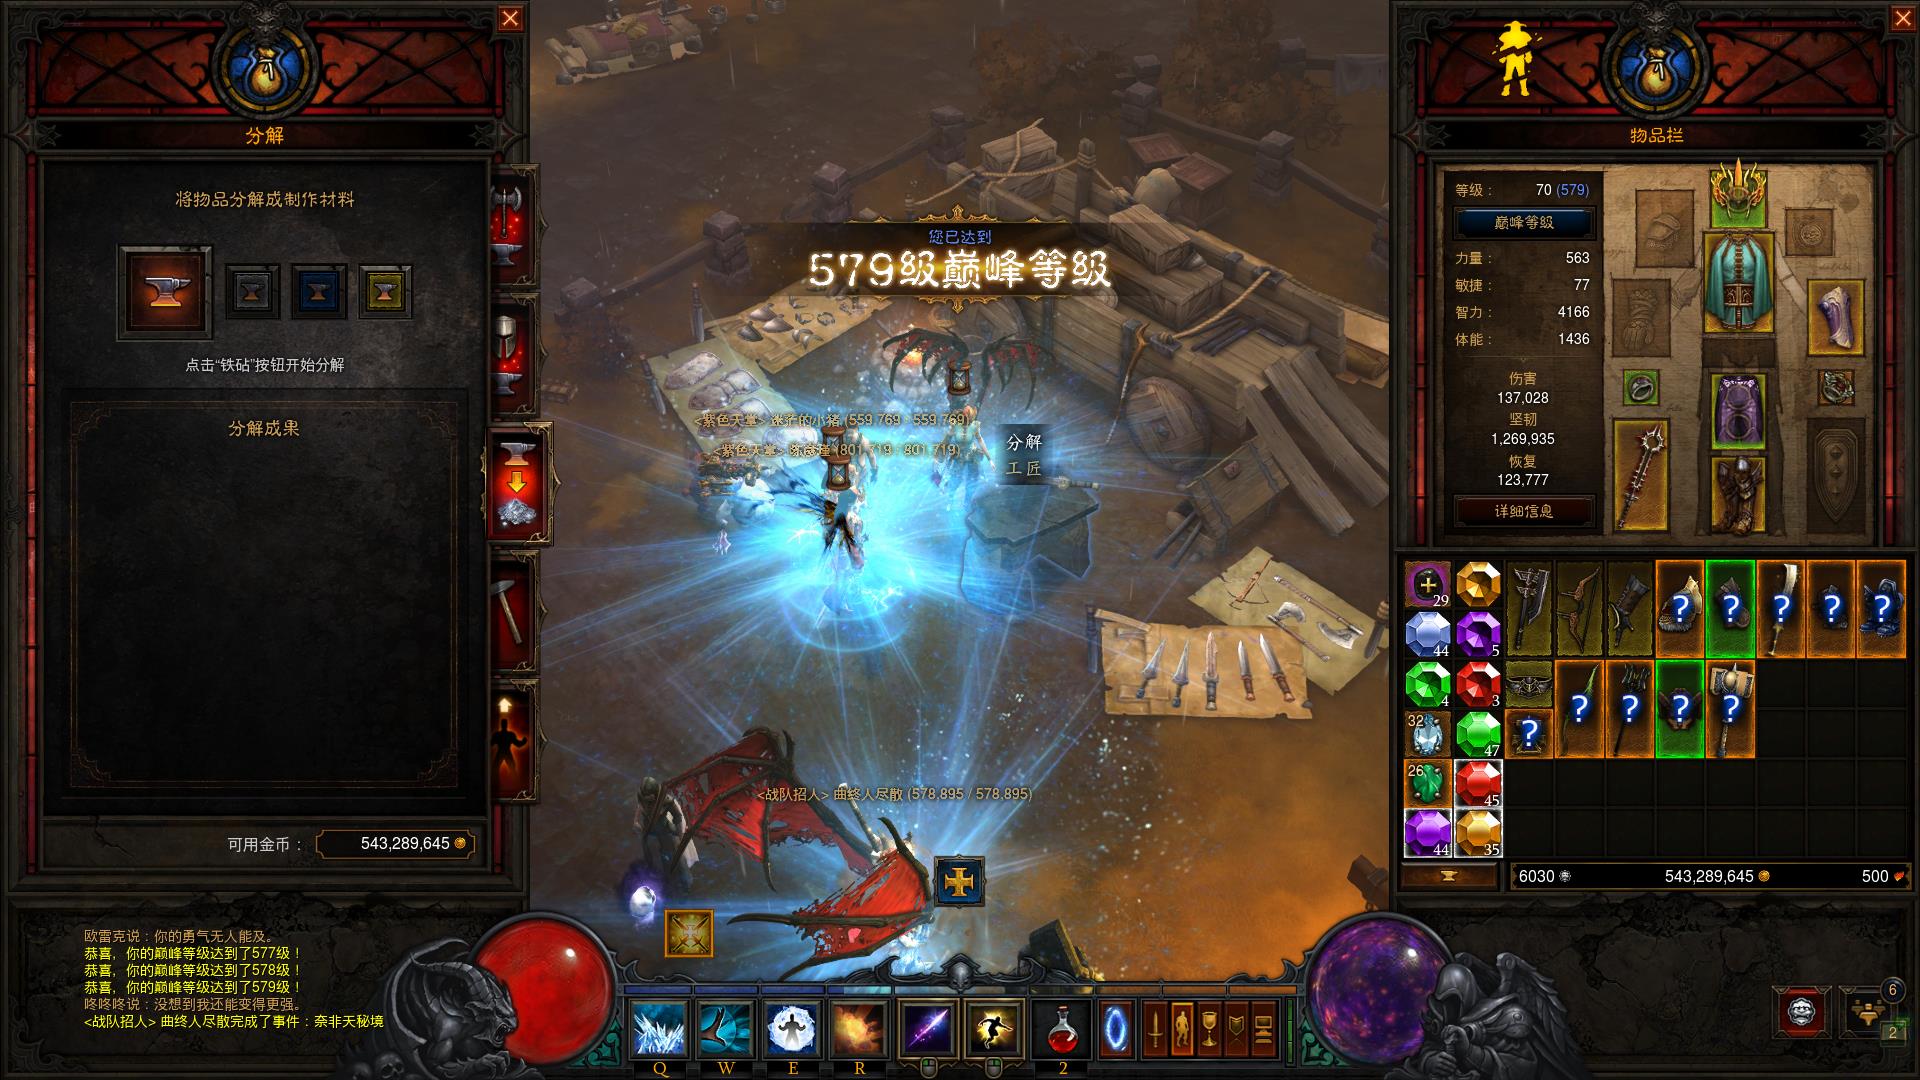 分解
将物品分解成制作材料
点击“铁砧”按钮开始分解
分解成果
可用金币：
543,289,645
欧雷克说：你的勇气无人能及。
恭喜，你的巅峰等级达到了577级！
恭喜，你的巅峰等级达到了578级！
恭喜，你的巅峰等级达到了579级！
咚咚咚说：没想到我还能变得更强。
<战队招人> 曲终人尽散完成了事件：奈非天秘境
您已达到
579级巅峰等级
<紫色天堂> 迷茫的小猪 (559,769 / 559,769)
(801,719 / 801,719)
分解
工匠
<战队招人> 曲终人尽散 (578,895 / 578,895)
Q
W
E
R
2
物品栏
等级： 70 (579)
巅峰等级
力量： 563
敏捷： 77
智力： 4166
体能： 1436
伤害
137,028
坚韧
1,269,935
恢复
123,777
详细信息
29
44
5
4
3
32
47
26
45
44
35
? ? ? ? ?
? ? ? ? ?
6030
543,289,645
500
6
2